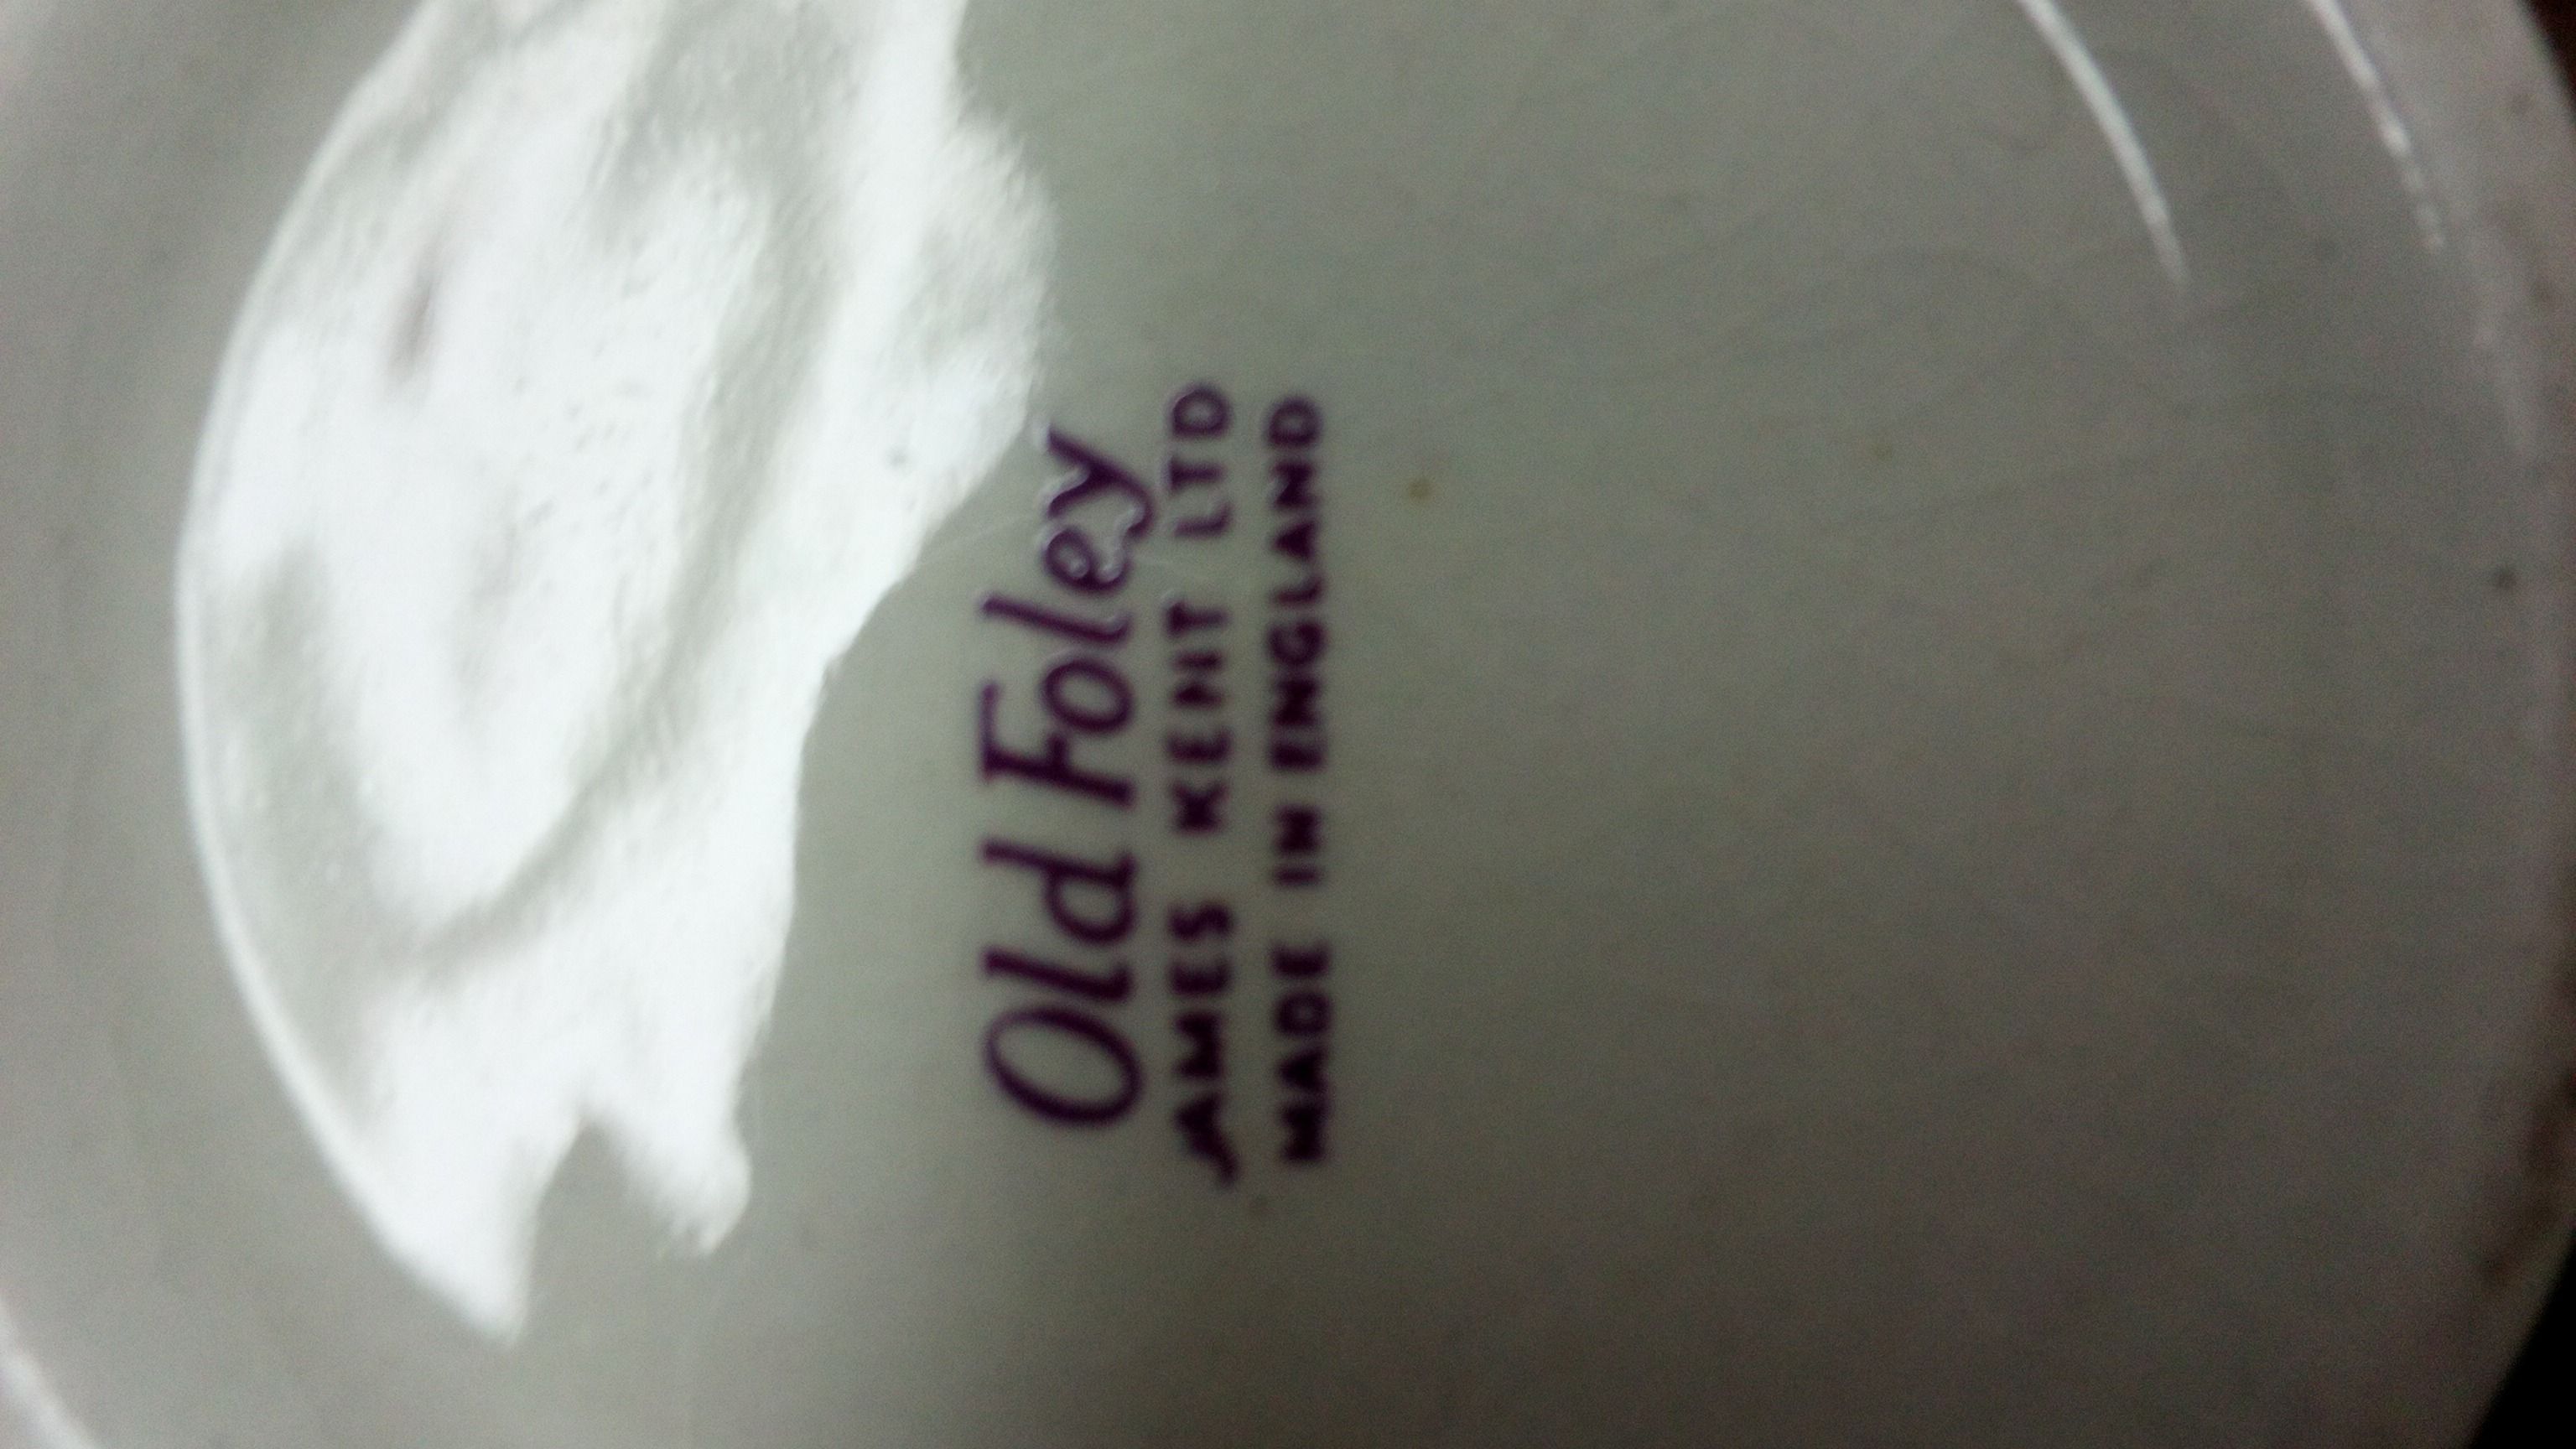 Old Foley
JAMES KENT LTD
MADE IN ENGLAND